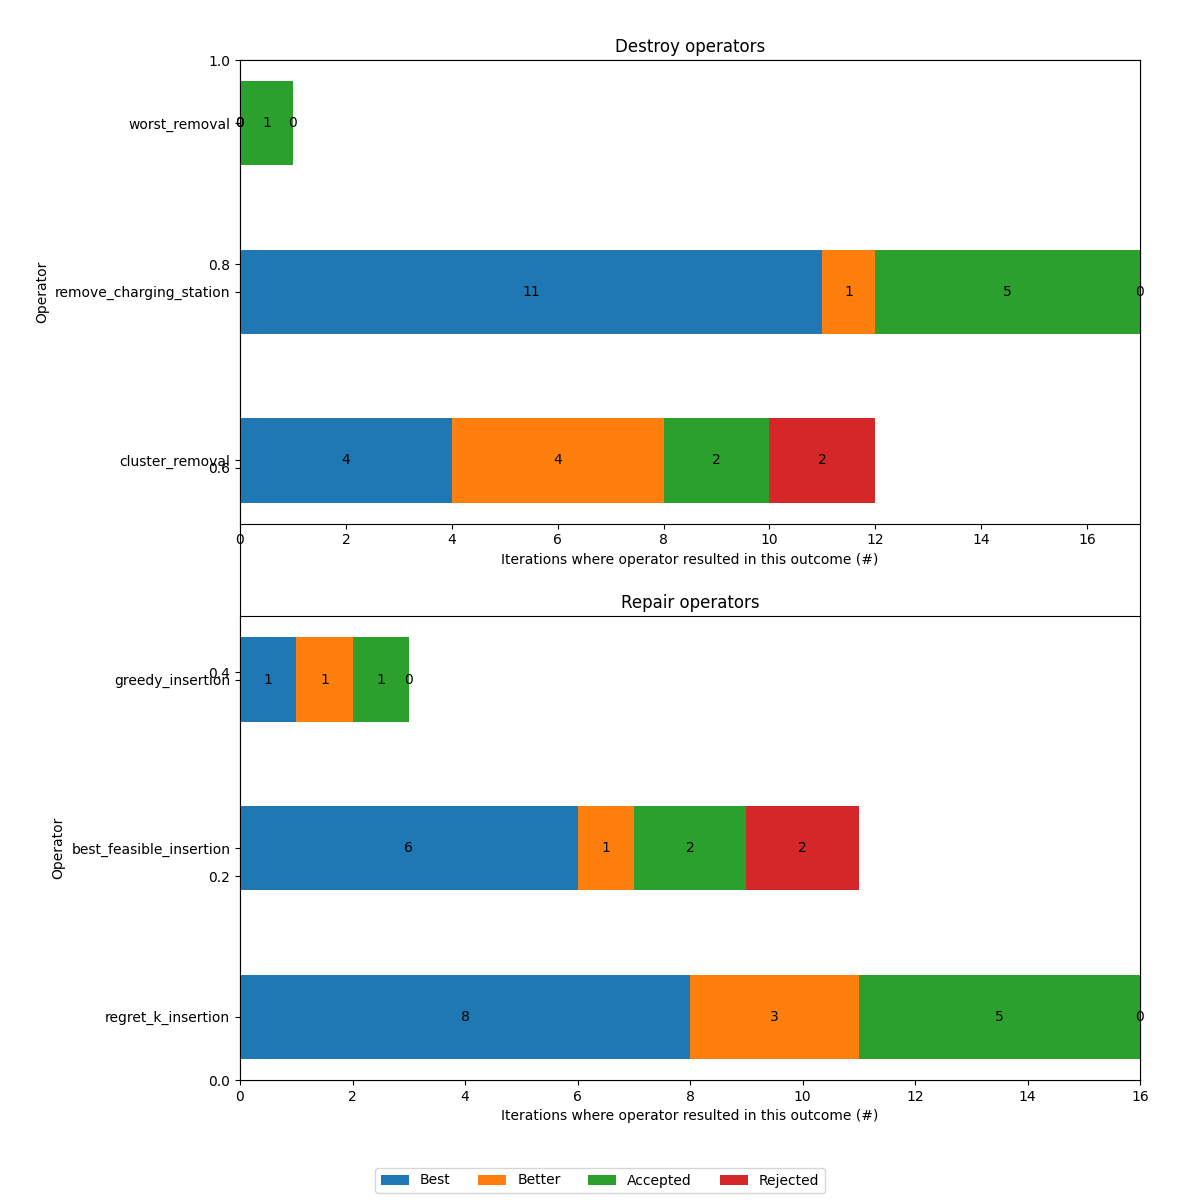 Destroy operators
1.0
worst_removal 0 0 1 0
0.8
remove_charging_station 11 1 5 0
Operator
cluster_removal 4 4 2 2
0.6
0 2 4 6 8 10 12 14 16
Iterations where operator resulted in this outcome (#)
Repair operators
0.4
greedy_insertion 1 1 1 0
best_feasible_insertion 6 1 2 2
Operator
0.2
regret_k_insertion 8 3 5 0
0.0
0 2 4 6 8 10 12 14 16
Iterations where operator resulted in this outcome (#)
Best Better Accepted Rejected